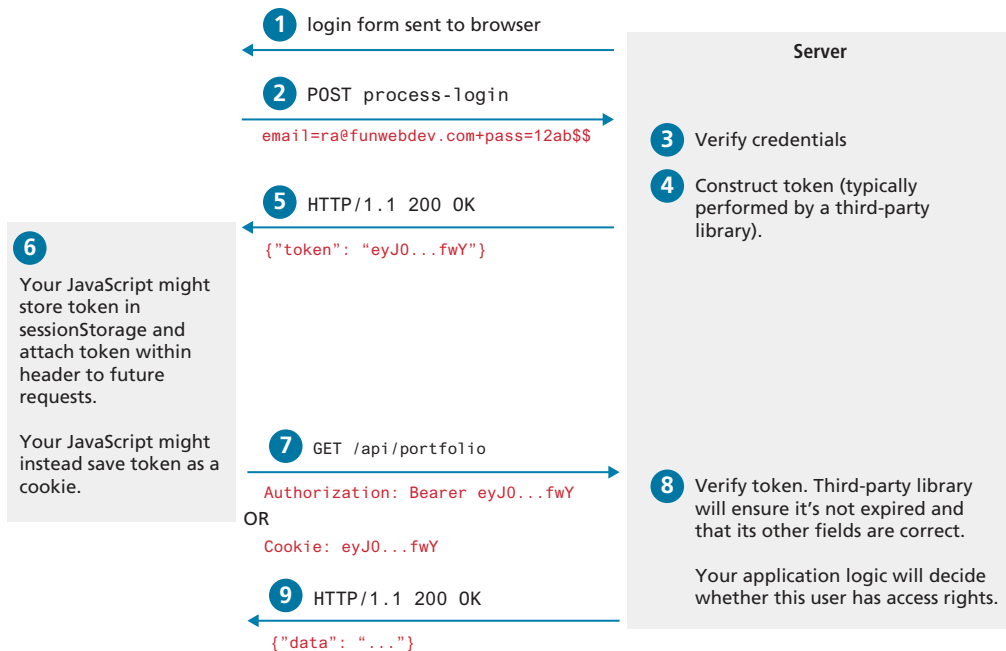 1 login form sent to browser
Server
2 POST process-login
email=ra@funwebdev.com+pass=12ab$$
3 Verify credentials
4 Construct token (typically
performed by a third-party
library).
5 HTTP/1.1 200 OK
{"token": “eyJ0...fwY"}
6
Your JavaScript might
store token in
sessionStorage and
attach token within
header to future
requests.
Your JavaScript might
instead save token as a
cookie.
7 GET /api/portfolio
Authorization: Bearer eyJ0...fwY
OR
Cookie: eyJ0...fwY
8 Verify token. Third-party library
will ensure it’s not expired and
that its other fields are correct.
Your application logic will decide
whether this user has access rights.
9 HTTP/1.1 200 OK
{"data": “..."}